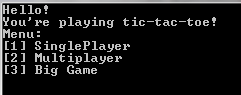 Hello!
You're playing tic-tac-toe!
Menu:
[1] SinglePlayer
[2] Multiplayer
[3] Big Game